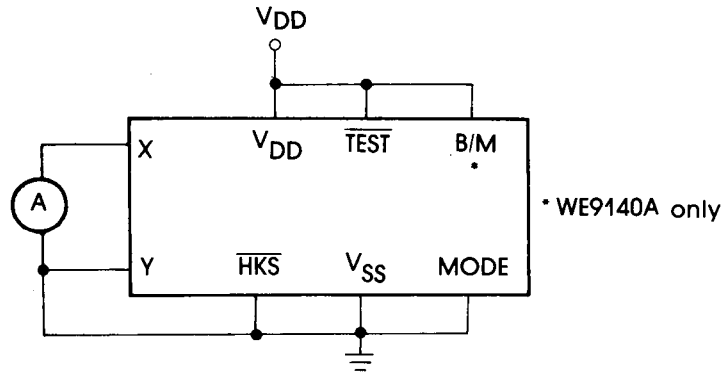 VDD
X VDD TEST B/M
*
A
* WE9140A only
Y HKS VSS MODE